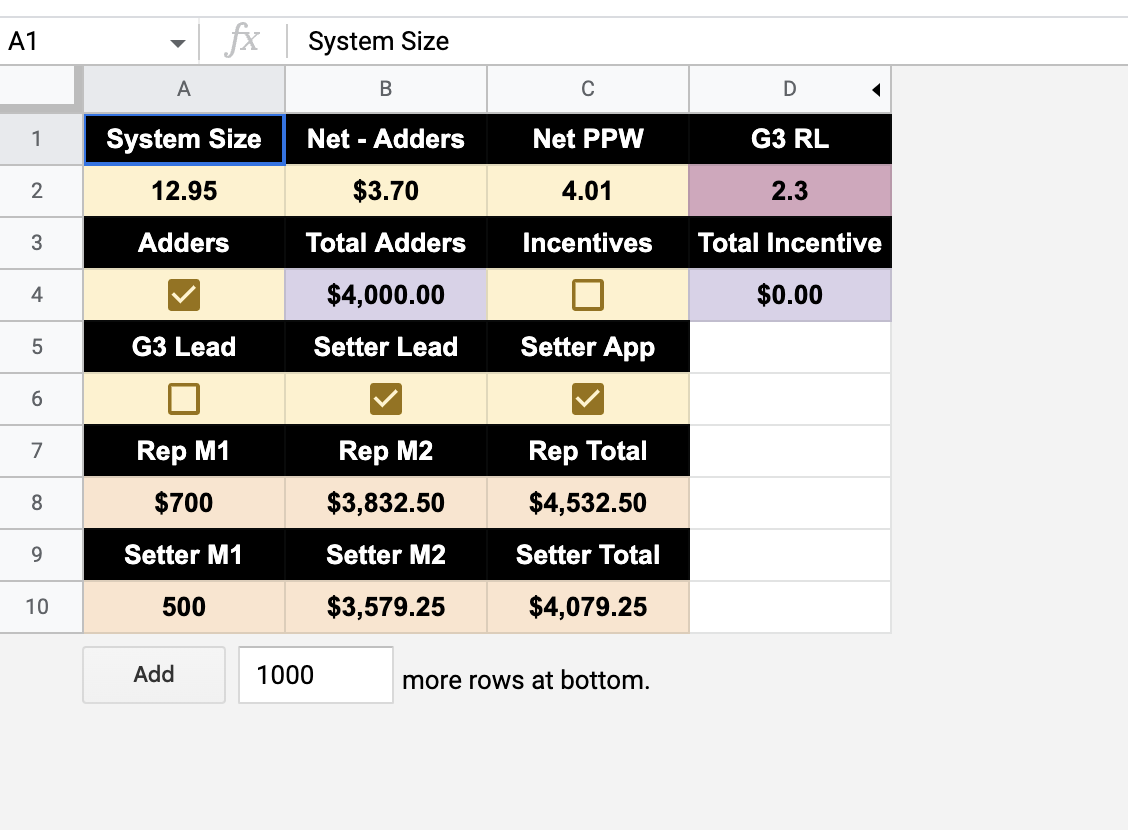 A1 fx System Size
A B C D
1 System Size Net - Adders Net PPW G3 RL
2 12.95 $3.70 4.01 2.3
3 Adders Total Adders Incentives Total Incentive
4 $4,000.00 $0.00
5 G3 Lead Setter Lead Setter App
6
7 Rep M1 Rep M2 Rep Total
8 $700 $3,832.50 $4,532.50
9 Setter M1 Setter M2 Setter Total
10 500 $3,579.25 $4,079.25
Add 1000 more rows at bottom.